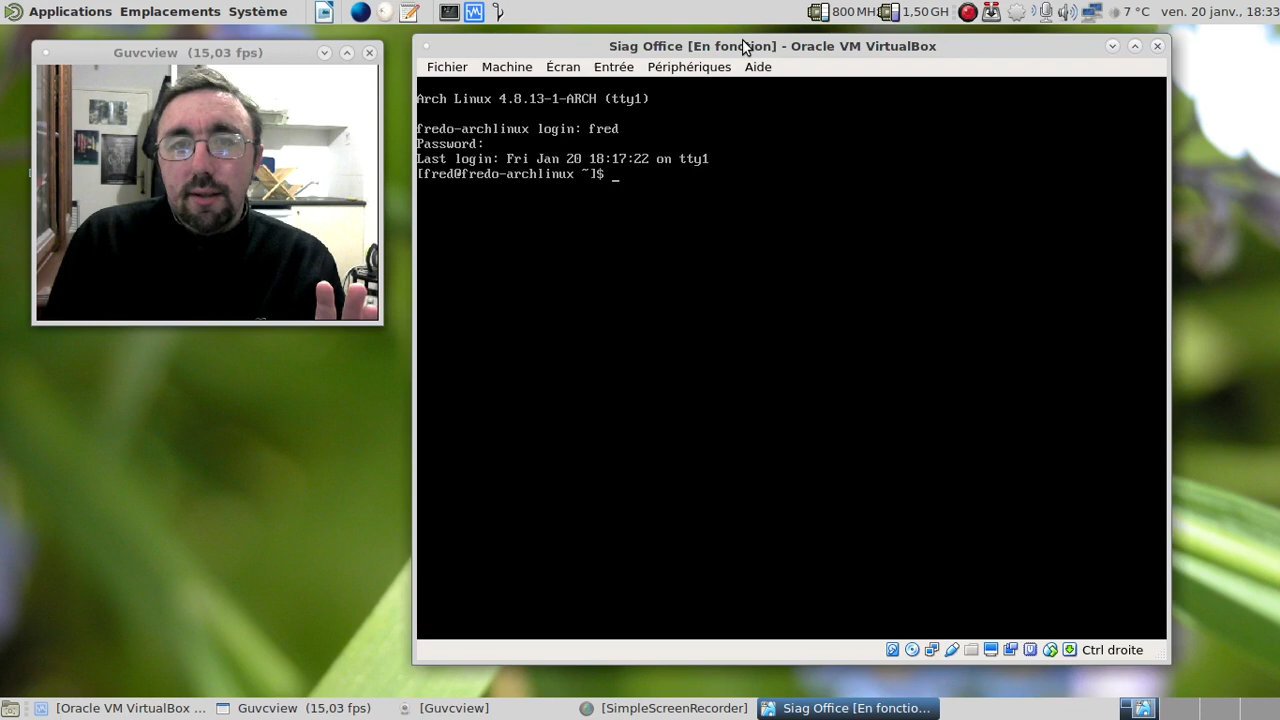 Applications Emplacements Système
800 MH 1,50GH 7 °C ven. 20 janv., 18:33
Guvcview (15,03 fps)
Siag Office [En fonction] - Oracle VM VirtualBox
Fichier Machine Écran Entrée Périphériques Aide
Arch Linux 4.8.13-1-ARCH (tty1)
fredo-archlinux login: fred
Password:
Last login: Fri Jan 20 18:17:22 on tty1
[fred@fredo-archlinux ~]$ _
Ctrl droite
[Oracle VM VirtualBox ... Guvcview (15,03 fps) [Guvcview] [SimpleScreenRecorder] Siag Office [En fonctio...